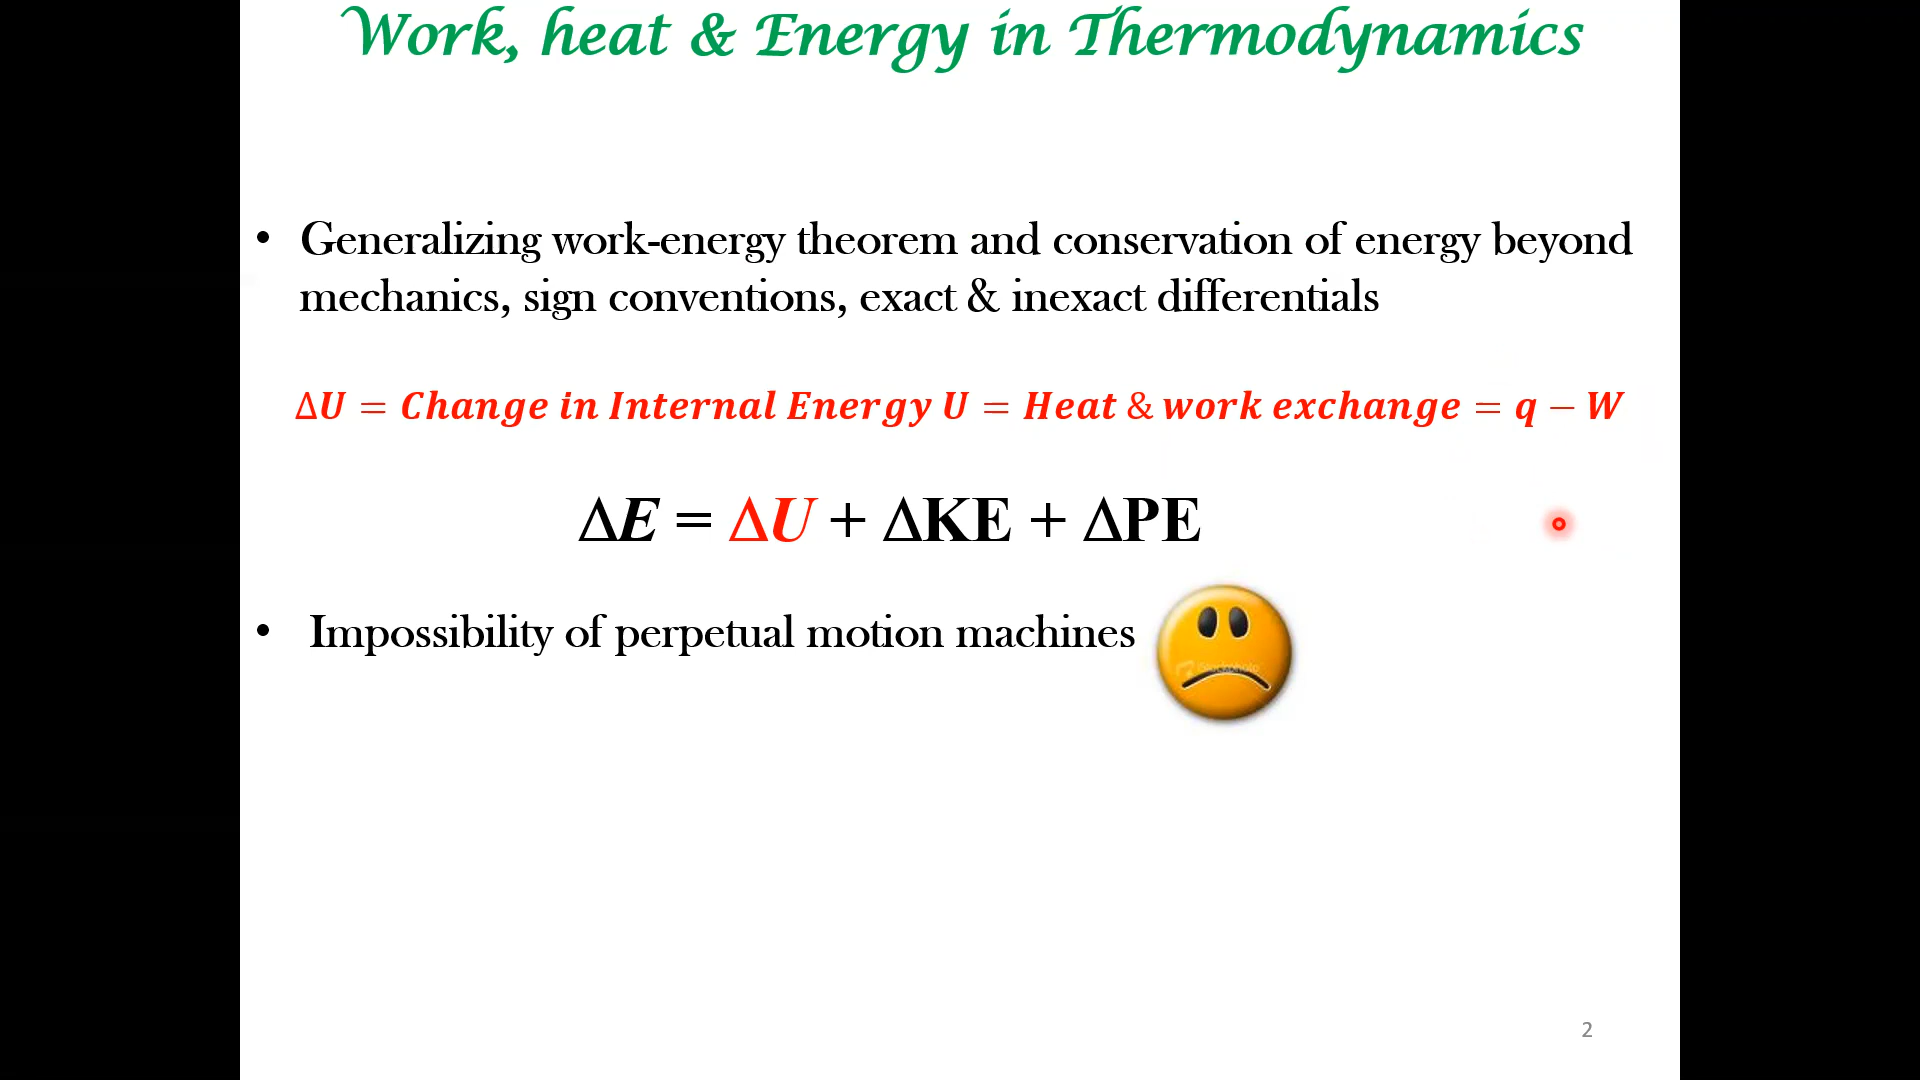 Work, heat & Energy in Thermodynamics
• Generalizing work-energy theorem and conservation of energy beyond
mechanics, sign conventions, exact & inexact differentials
ΔU = Change in Internal Energy U = Heat & work exchange = q − W
ΔE = ΔU + ΔKE + ΔPE
• Impossibility of perpetual motion machines
2